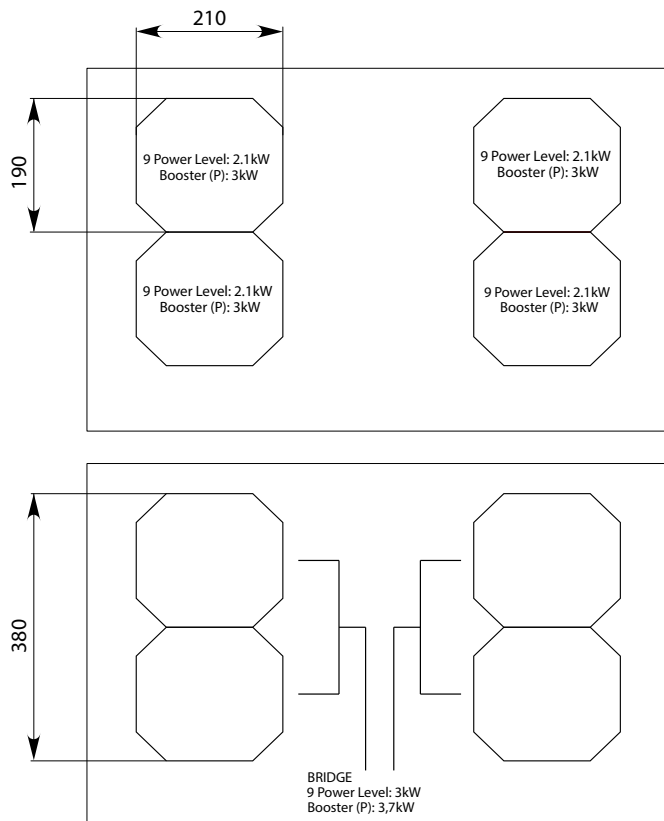 210
190
9 Power Level: 2.1kW
Booster (P): 3kW
9 Power Level: 2.1kW
Booster (P): 3kW
9 Power Level: 2.1kW
Booster (P): 3kW
9 Power Level: 2.1kW
Booster (P): 3kW
380
BRIDGE
9 Power Level: 3kW
Booster (P): 3,7kW